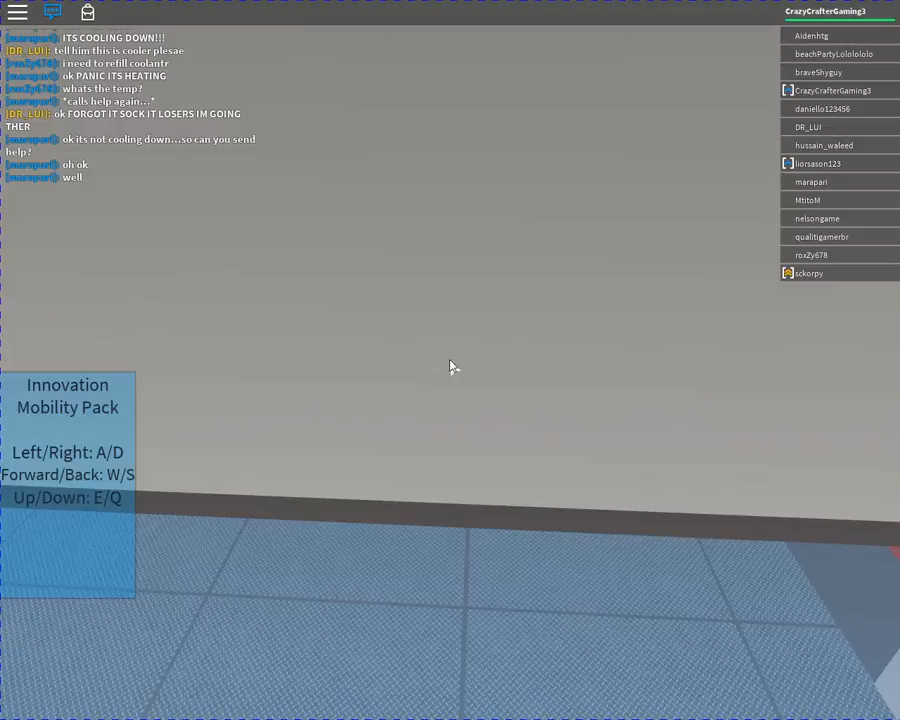 CrazyCrafterGaming3
[marapari]: ITS COOLING DOWN!!!
[DR_LUI]: tell him this is cooler plesae
[roxZy678]: i need to refill coolantr
[marapari]: ok PANIC ITS HEATING
[roxZy678]: whats the temp?
[marapari]: *calls help again...*
[DR_LUI]: ok FORGOT IT SOCK IT LOSERS IM GOING
THER
[marapari]: ok its not cooling down...so can you send
help?
[marapari]: oh ok
[marapari]: well
Aidenhtg
beachPartyLololololo
braveShyguy
CrazyCrafterGaming3
daniello123456
DR_LUI
hussain_waleed
liorsason123
marapari
MtitoM
nelsongame
qualitigamerbr
roxZy678
sckorpy
Innovation
Mobility Pack
Left/Right: A/D
Forward/Back: W/S
Up/Down: E/Q